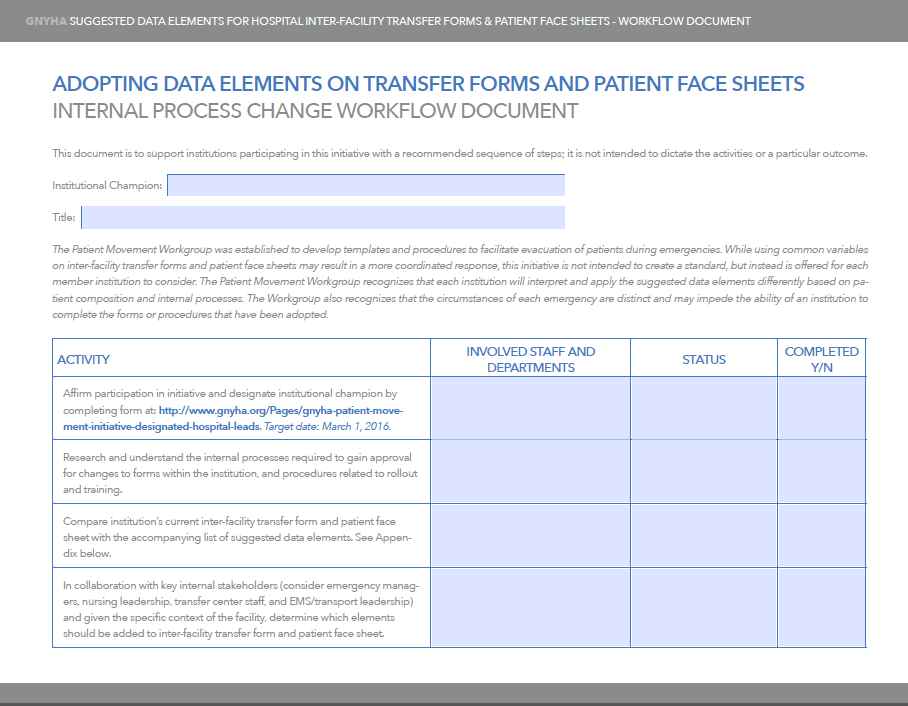 GNYHA SUGGESTED DATA ELEMENTS FOR HOSPITAL INTER-FACILITY TRANSFER FORMS & PATIENT FACE SHEETS - WORKFLOW DOCUMENT
ADOPTING DATA ELEMENTS ON TRANSFER FORMS AND PATIENT FACE SHEETS
INTERNAL PROCESS CHANGE WORKFLOW DOCUMENT
This document is to support institutions participating in this initiative with a recommended sequence of steps; it is not intended to dictate the activities or a particular outcome.
Institutional Champion:
Title:
The Patient Movement Workgroup was established to develop templates and procedures to facilitate evacuation of patients during emergencies. While using common variables
on inter-facility transfer forms and patient face sheets may result in a more coordinated response, this initiative is not intended to create a standard, but instead is offered for each
member institution to consider. The Patient Movement Workgroup recognizes that each institution will interpret and apply the suggested data elements differently based on pa-
tient composition and internal processes. The Workgroup also recognizes that the circumstances of each emergency are distinct and may impede the ability of an institution to
complete the forms or procedures that have been adopted.
ACTIVITY
INVOLVED STAFF AND
DEPARTMENTS
STATUS
COMPLETED
Y/N
Affirm participation in initiative and designate institutional champion by
completing form at: http://www.gnyha.org/Pages/gnyha-patient-move-
ment-initiative-designated-hospital-leads. Target date: March 1, 2016.
Research and understand the internal processes required to gain approval
for changes to forms within the institution, and procedures related to rollout
and training.
Compare institution's current inter-facility transfer form and patient face
sheet with the accompanying list of suggested data elements. See Appen-
dix below.
In collaboration with key internal stakeholders (consider emergency manag-
ers, nursing leadership, transfer center staff, and EMS/transport leadership)
and given the specific context of the facility, determine which elements
should be added to inter-facility transfer form and patient face sheet.